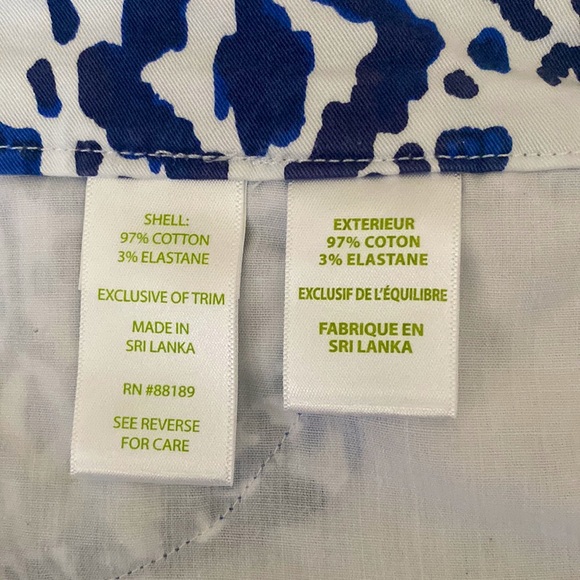 SHELL:
97% COTTON
3% ELASTANE
EXCLUSIVE OF TRIM
MADE IN
SRI LANKA
RN #88189
SEE REVERSE
FOR CARE
EXTERIEUR
97% COTON
3% ELASTANE
EXCLUSIF DE L'ÉQUILIBRE
FABRIQUE EN
SRI LANKA